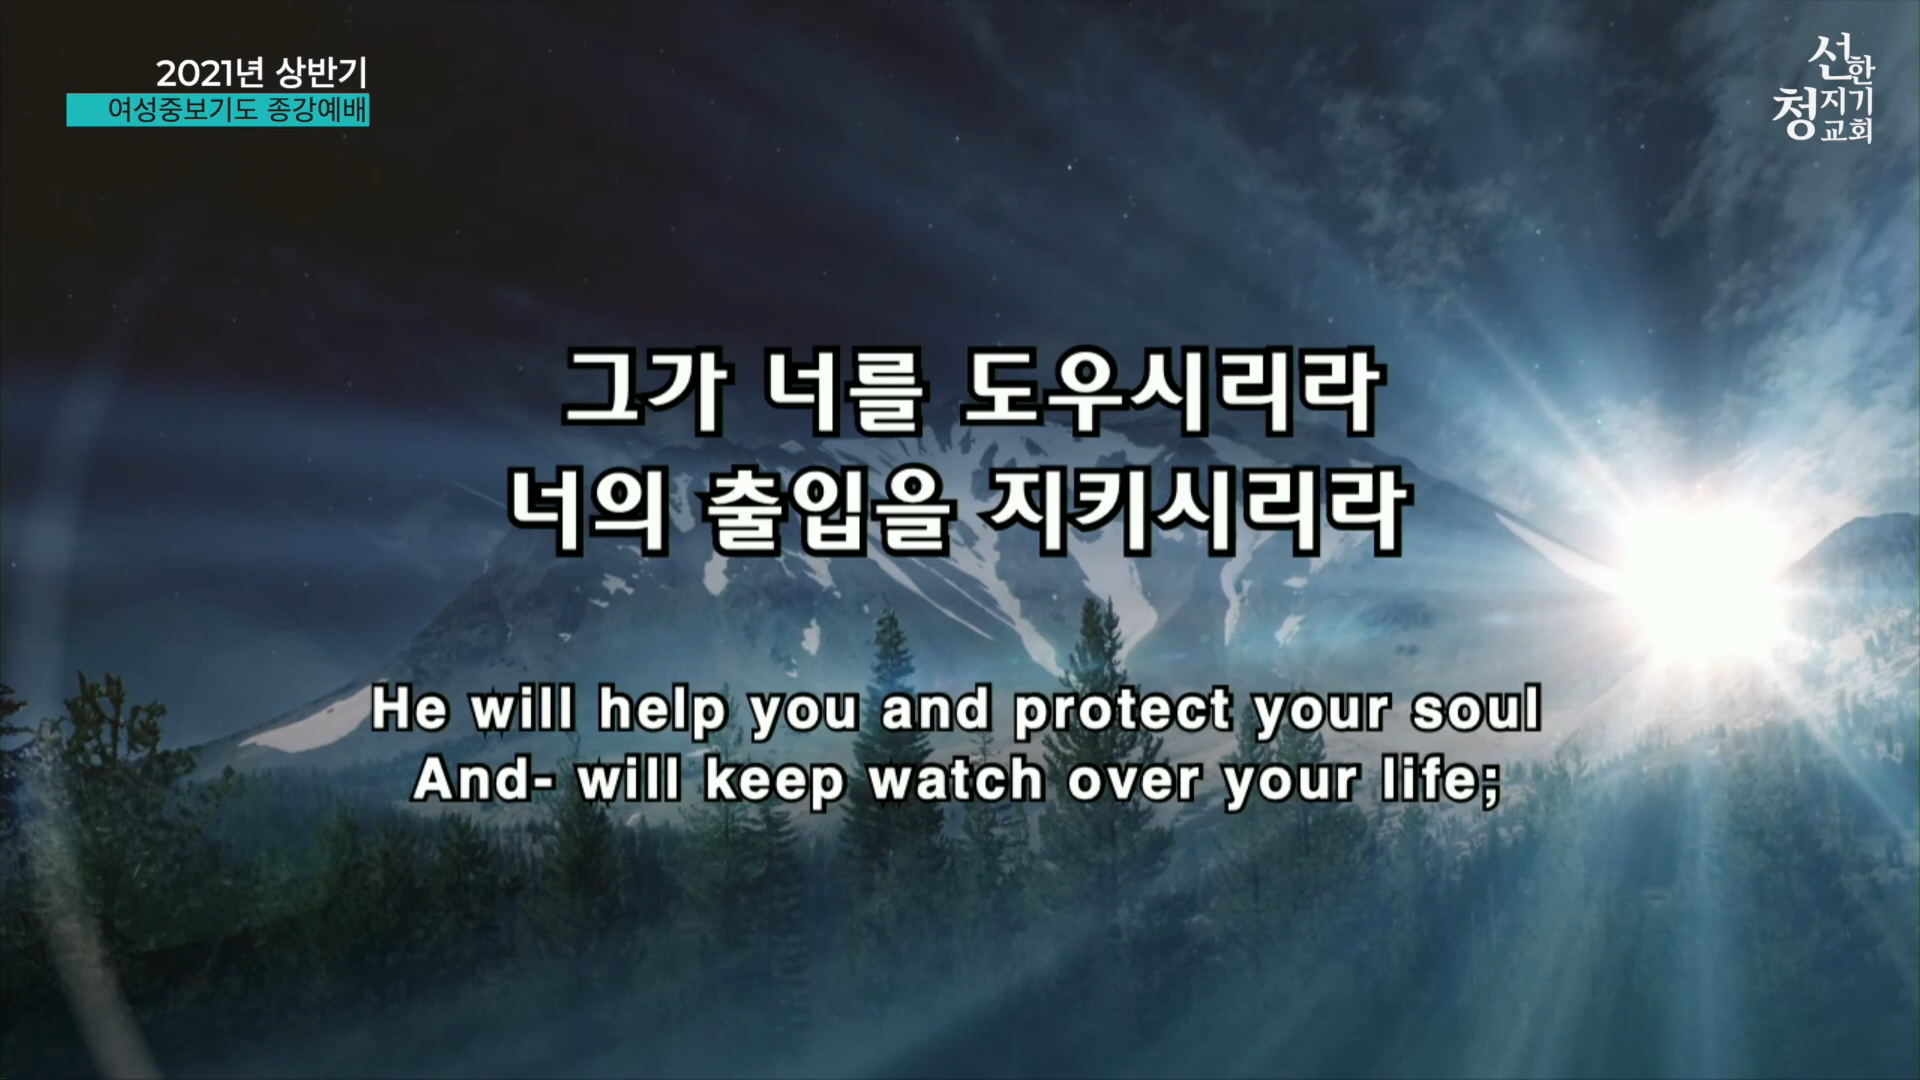 2021년 상반기
여성중보기도 종강예배
선한
청지기
교회
그가 너를 도우시리라
너의 출입을 지키시리라
He will help you and protect your soul
And- will keep watch over your life;